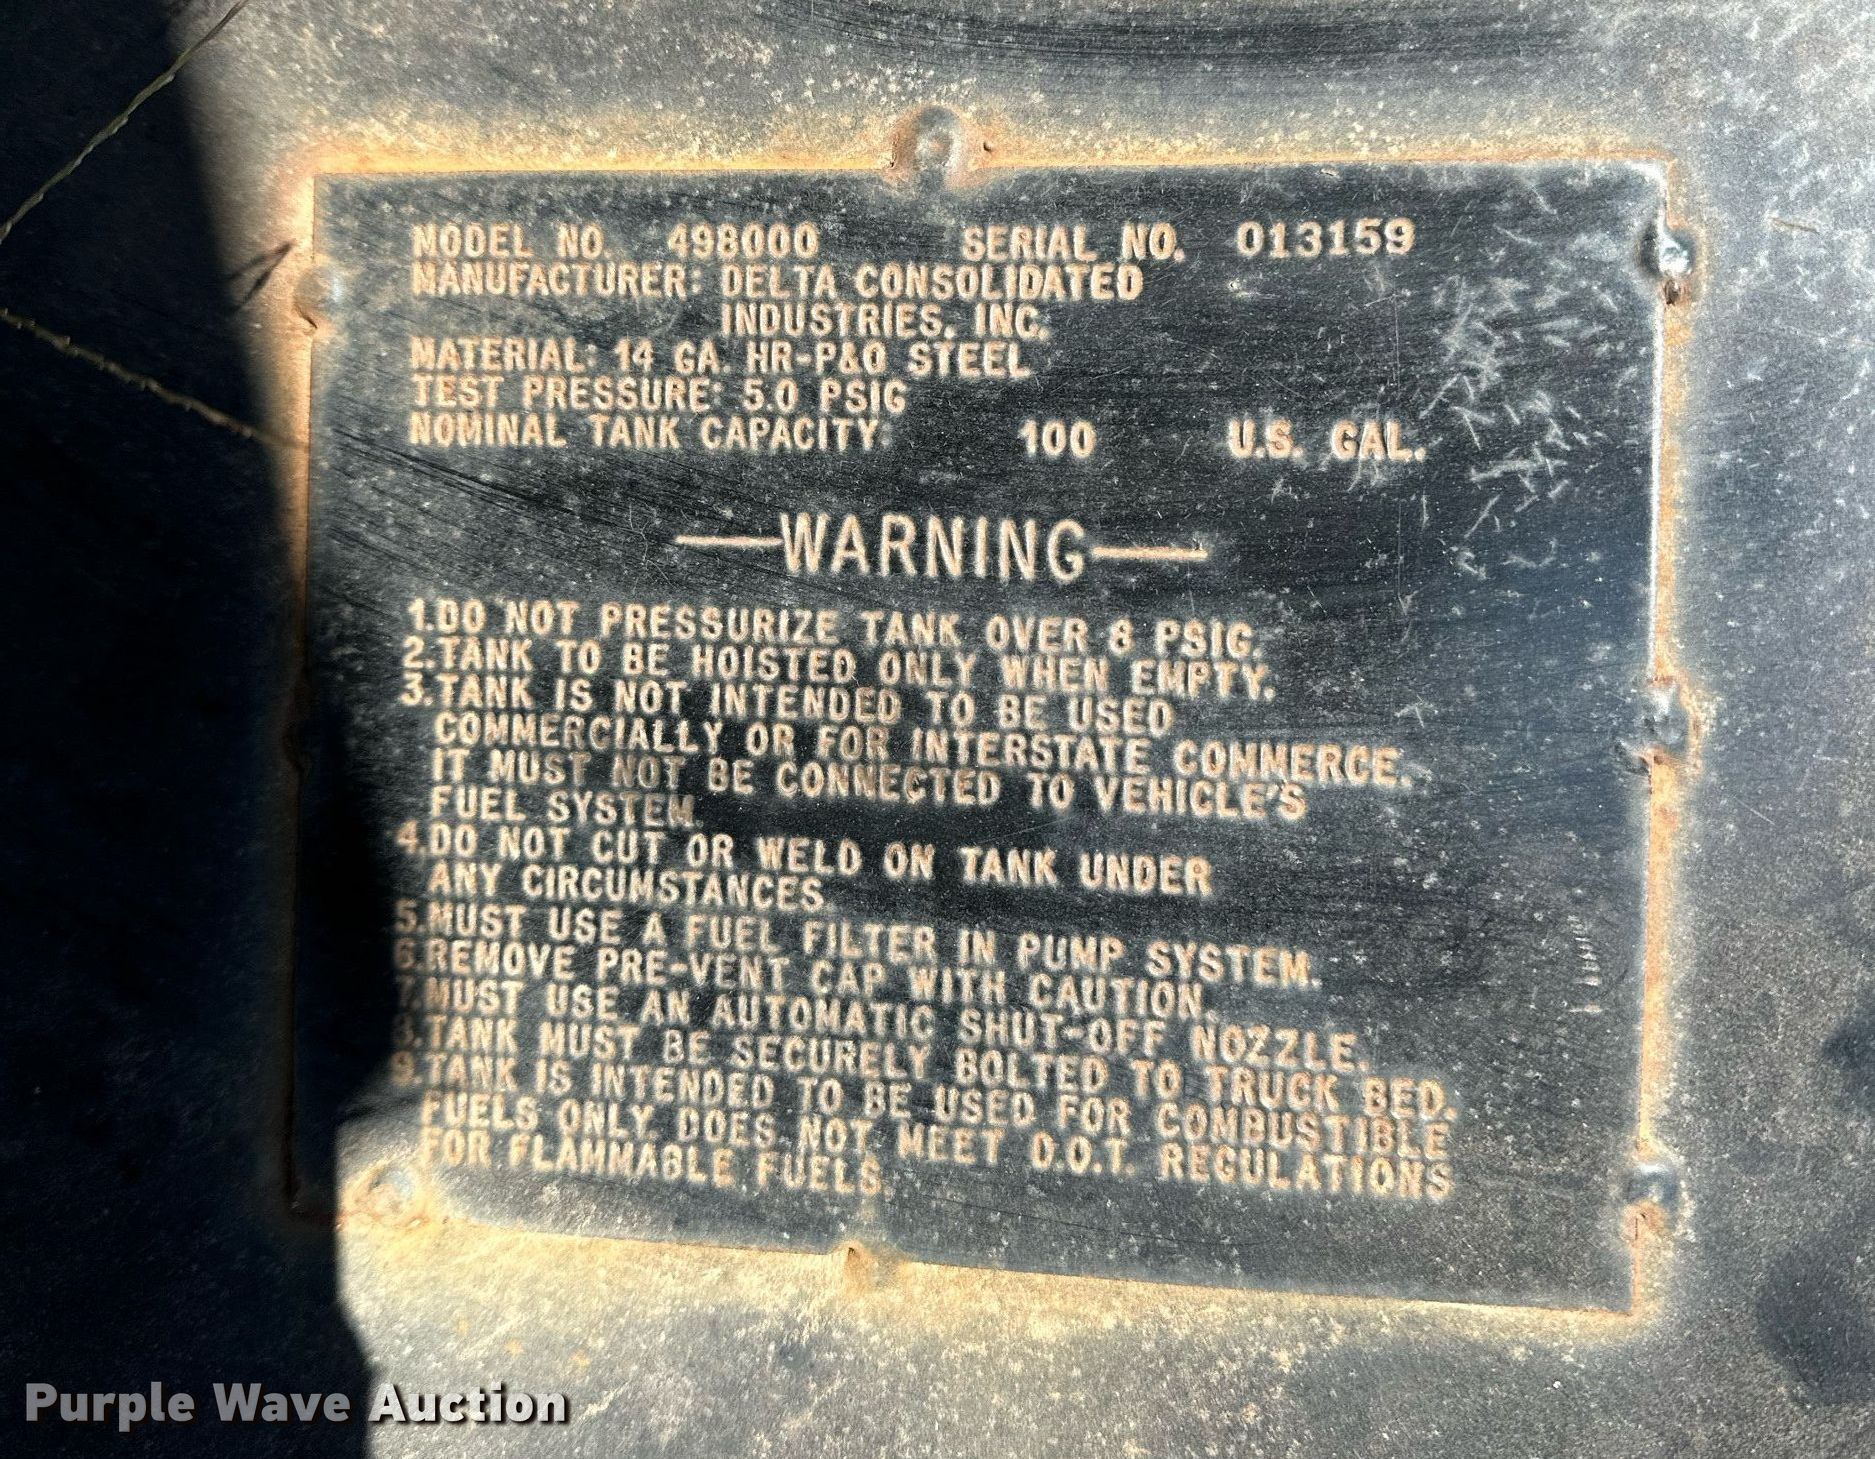 MODEL NO. 498000 SERIAL NO. 013159
MANUFACTURER: DELTA CONSOLIDATED
INDUSTRIES, INC.
MATERIAL: 14 GA. HR-P&O STEEL
TEST PRESSURE: 5.0 PSIG
NOMINAL TANK CAPACITY: 100 U.S. GAL.
—WARNING—
1.DO NOT PRESSURIZE TANK OVER 8 PSIG.
2.TANK TO BE HOISTED ONLY WHEN EMPTY.
3.TANK IS NOT INTENDED TO BE USED
COMMERCIALLY OR FOR INTERSTATE COMMERCE.
IT MUST NOT BE CONNECTED TO VEHICLE'S
FUEL SYSTEM.
4.DO NOT CUT OR WELD ON TANK UNDER
ANY CIRCUMSTANCES.
5.MUST USE A FUEL FILTER IN PUMP SYSTEM.
6.REMOVE PRE-VENT CAP WITH CAUTION.
7.MUST USE AN AUTOMATIC SHUT-OFF NOZZLE.
8.TANK MUST BE SECURELY BOLTED TO TRUCK BED.
9.TANK IS INTENDED TO BE USED FOR COMBUSTIBLE
FUELS ONLY. DOES NOT MEET D.O.T. REGULATIONS
FOR FLAMMABLE FUELS.
Purple Wave Auction